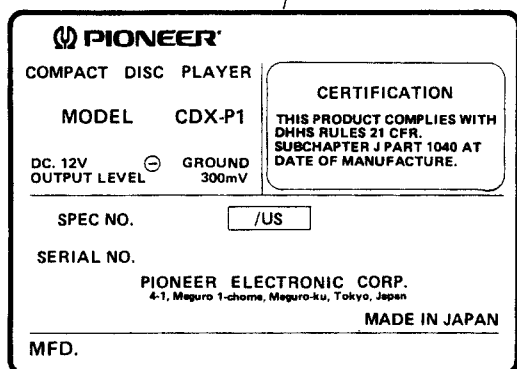 PIONEER
COMPACT DISC PLAYER
MODEL CDX-P1
DC. 12V ⊖ GROUND
OUTPUT LEVEL 300mV
CERTIFICATION
THIS PRODUCT COMPLIES WITH
DHHS RULES 21 CFR.
SUBCHAPTER J PART 1040 AT
DATE OF MANUFACTURE.
SPEC NO. /US
SERIAL NO.
PIONEER ELECTRONIC CORP.
4-1, Meguro 1-chome, Meguro-ku, Tokyo, Japan
MADE IN JAPAN
MFD.